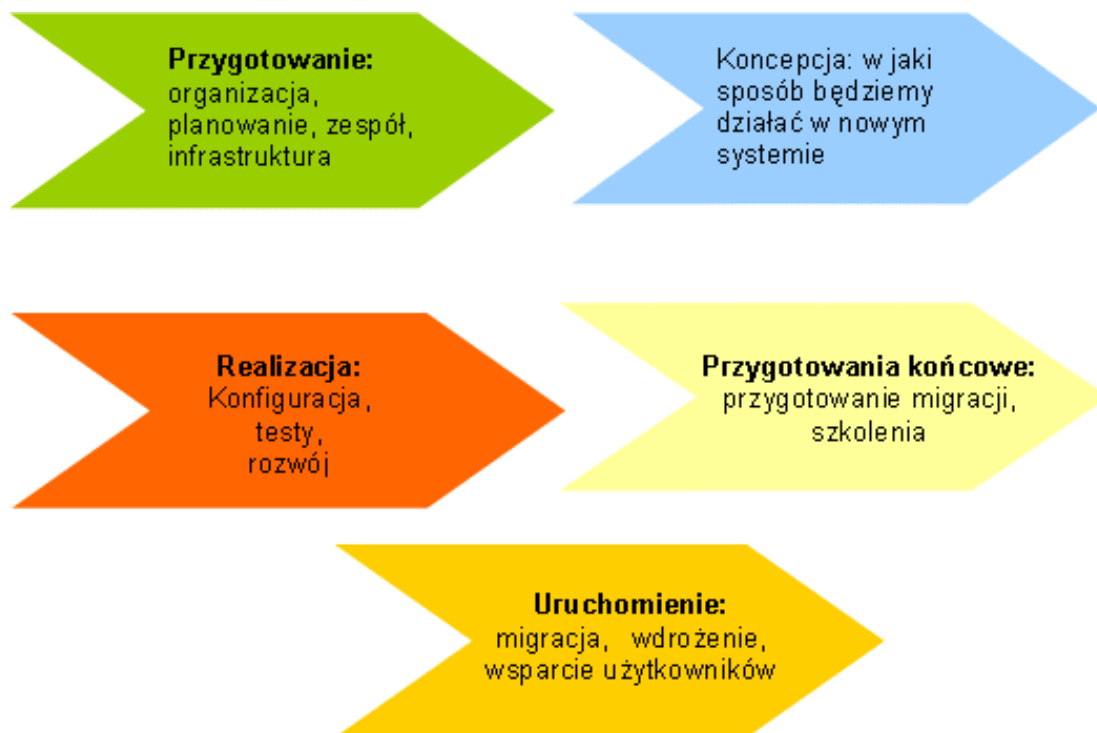 Przygotowanie:
organizacja,
planowanie, zespół,
infrastruktura
Koncepcja: w jaki
sposób będziemy
działać w nowym
systemie
Realizacja:
Konfiguracja,
testy,
rozwój
Przygotowania końcowe:
przygotowanie migracji,
szkolenia
Uruchomienie:
migracja, wdrożenie,
wsparcie użytkowników